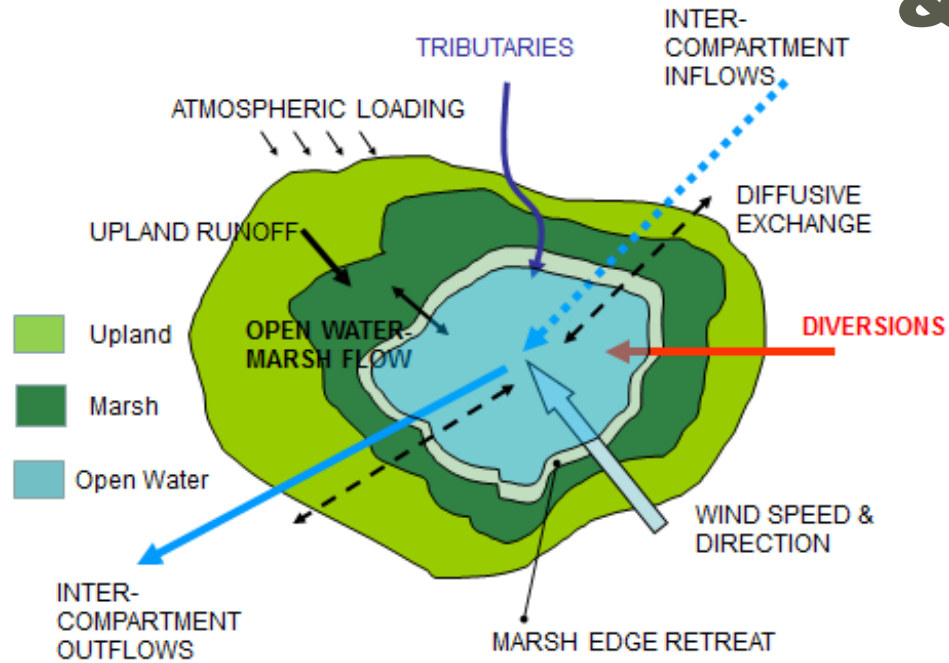 &
INTER-
COMPARTMENT
INFLOWS
TRIBUTARIES
ATMOSPHERIC LOADING
DIFFUSIVE
EXCHANGE
UPLAND RUNOFF
Upland
OPEN WATER-
MARSH FLOW
DIVERSIONS
Marsh
Open Water
WIND SPEED &
DIRECTION
INTER-
COMPARTMENT
OUTFLOWS
MARSH EDGE RETREAT